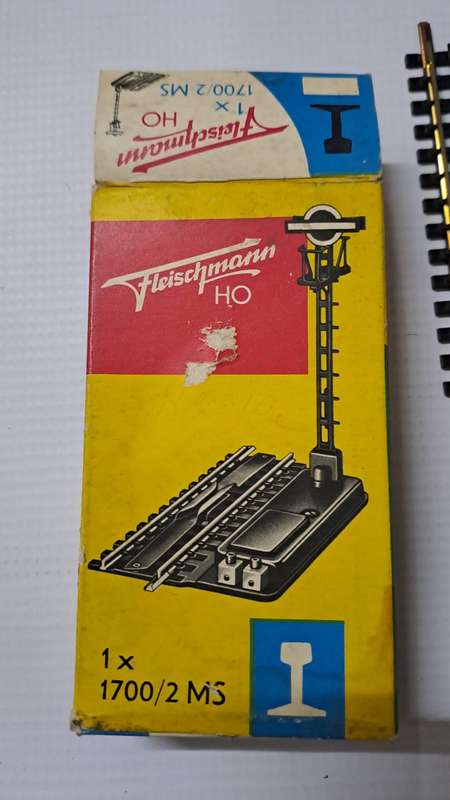 1 x
1700/2 MS
Fleischmann
HO
Fleischmann
HO
1 x
1700/2 MS